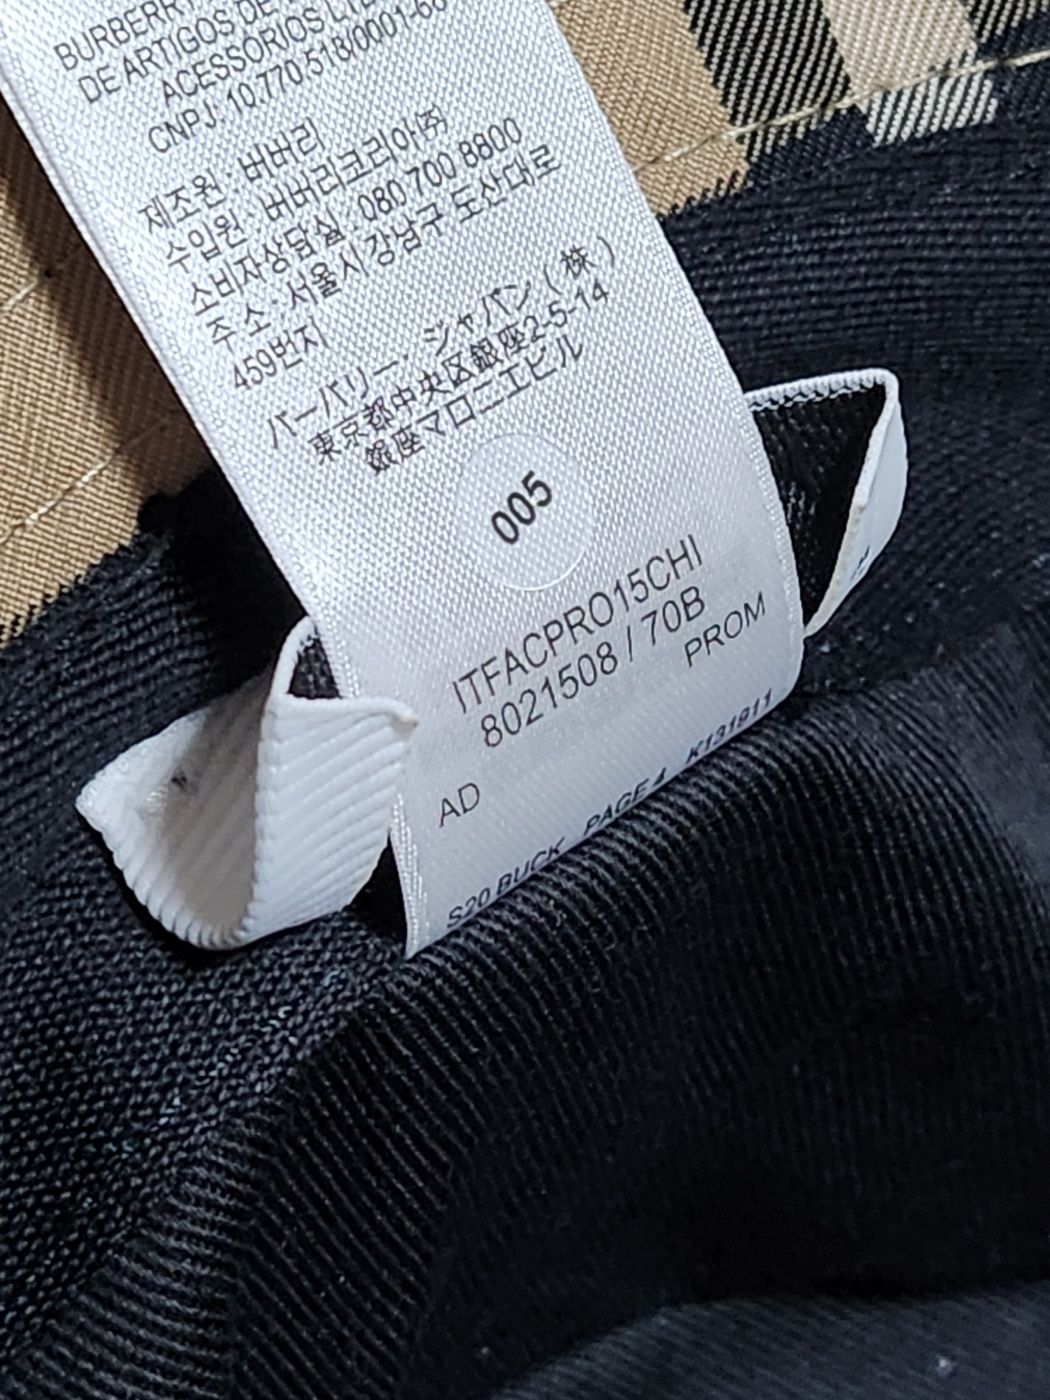 BURBERRY
DE ARTIGOS DE
ACESSORIOS LTD
CNPJ: 10.770.518/0001-68
제조원 : 버버리
수입원 : 버버리코리아(주)
소비자상담실 : 080 700 8800
주소 : 서울시 강남구 도산대로
459번지
バーバリー・ジャパン ( 株 )
東京都中央区銀座2-5-14
銀座マロニエビル
005
ITFACPRO15CHI
8021508 / 70B
PROM
AD
S20 BUCK PAGE 4 K131911